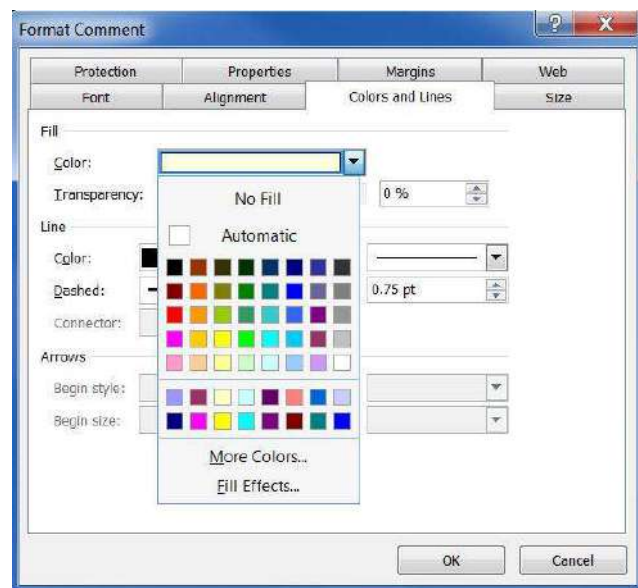 Format Comment
?
X
Protection Properties Margins Web
Font Alignment Colors and Lines Size
Fill
Color:
Transparency: 0 %
No Fill
Automatic
Line
Color:
Dashed: 0.75 pt
Connector:
Arrows
Begin style:
Begin size:
More Colors...
Fill Effects...
OK Cancel